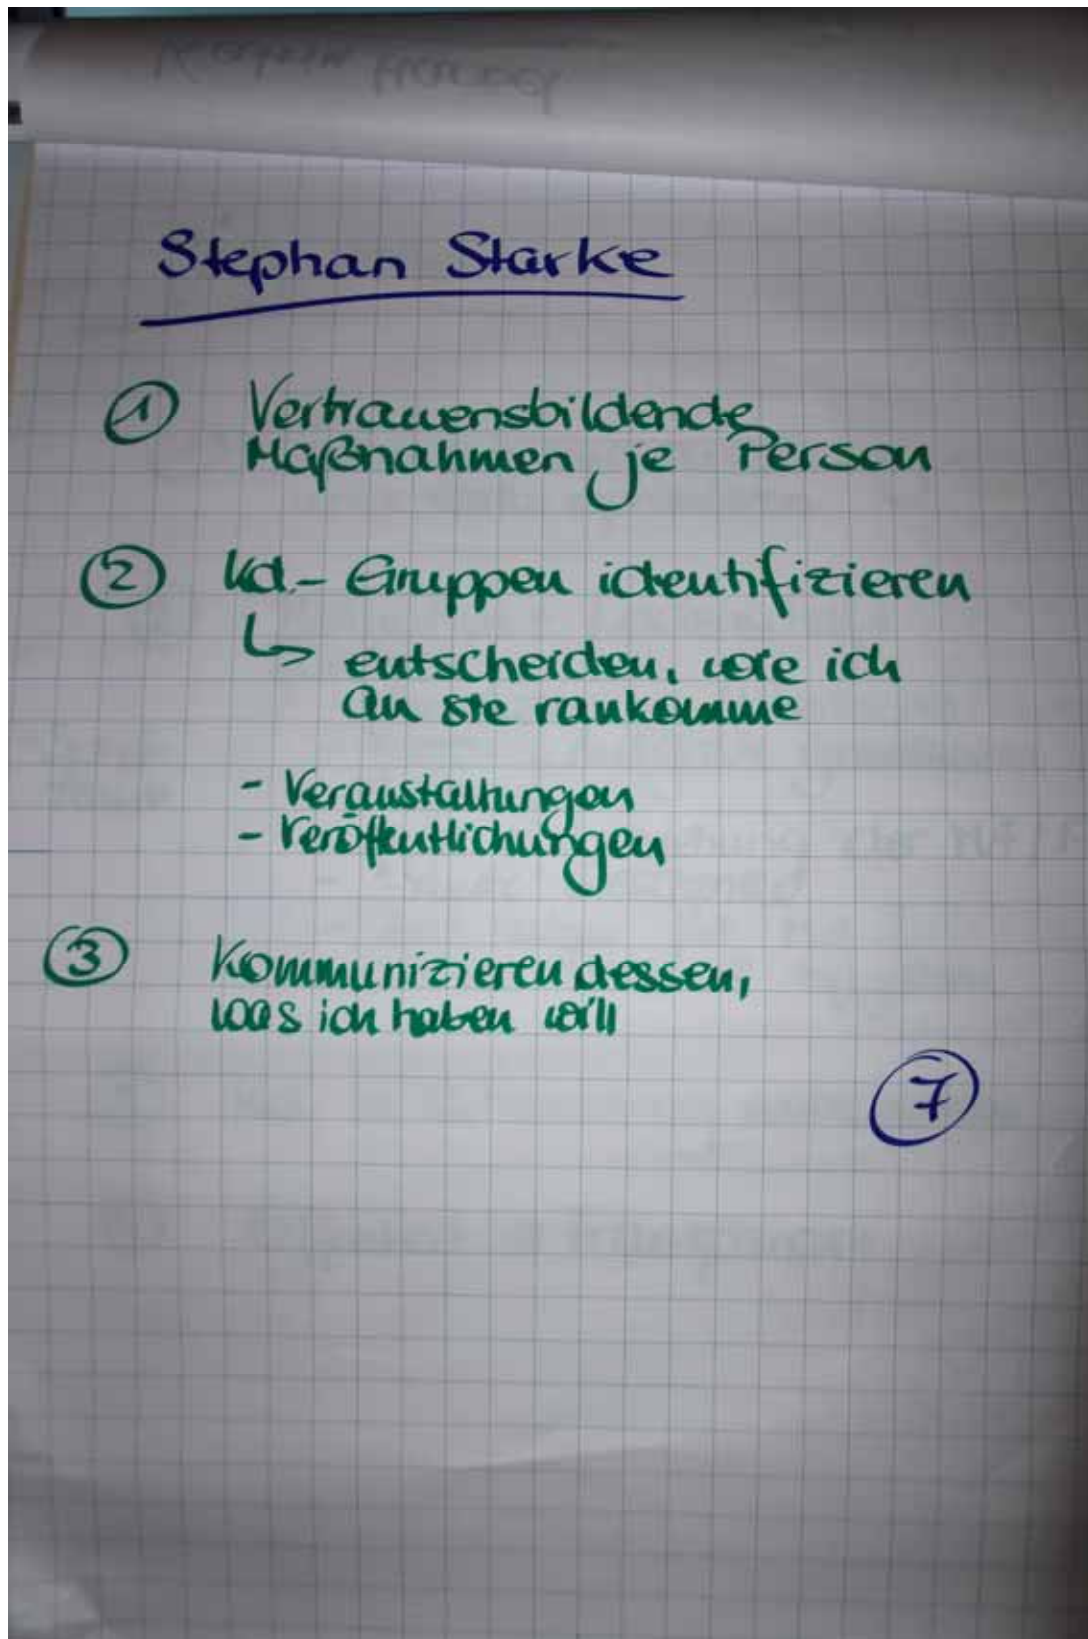 Stephan Starke
① Vertrauensbildende
Maßnahmen je Person
② Kd.- Gruppen identifizieren
↳ entscheiden, wie ich
an sie rankomme
- Veranstaltungen
- Veröffentlichungen
③ Kommunizieren dessen,
was ich haben will
⑦